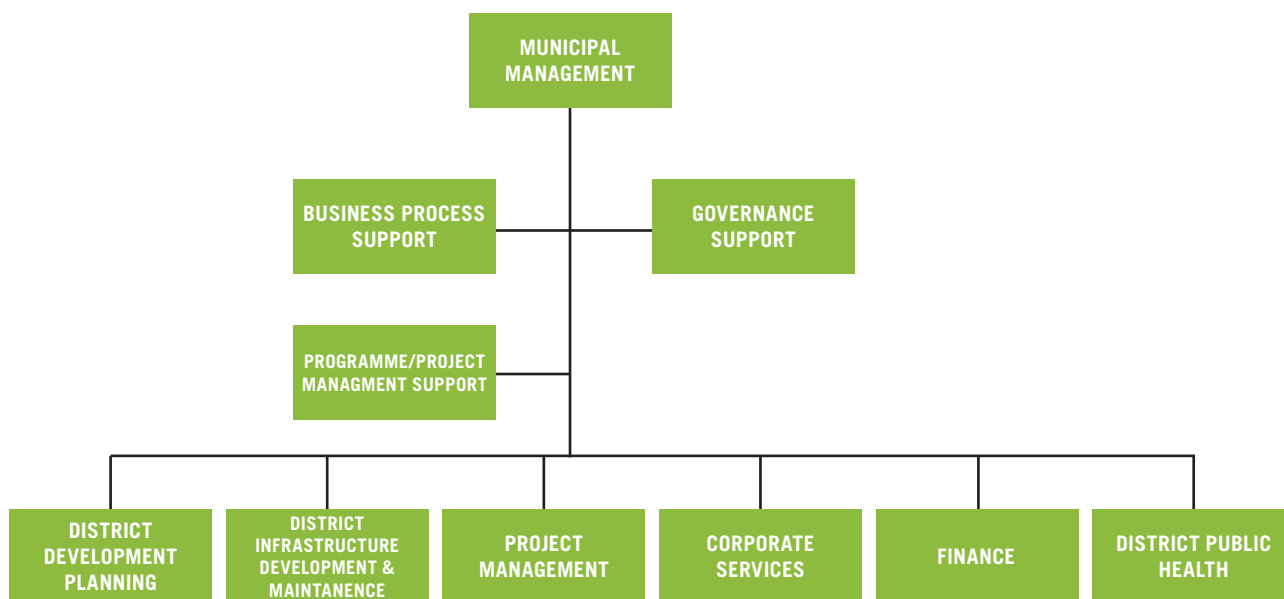 MUNICIPAL
MANAGEMENT
BUSINESS PROCESS
SUPPORT
GOVERNANCE
SUPPORT
PROGRAMME/PROJECT
MANAGMENT SUPPORT
DISTRICT
DEVELOPMENT
PLANNING
DISTRICT
INFRASTRUCTURE
DEVELOPMENT &
MAINTANENCE
PROJECT
MANAGEMENT
CORPORATE
SERVICES
FINANCE
DISTRICT PUBLIC
HEALTH